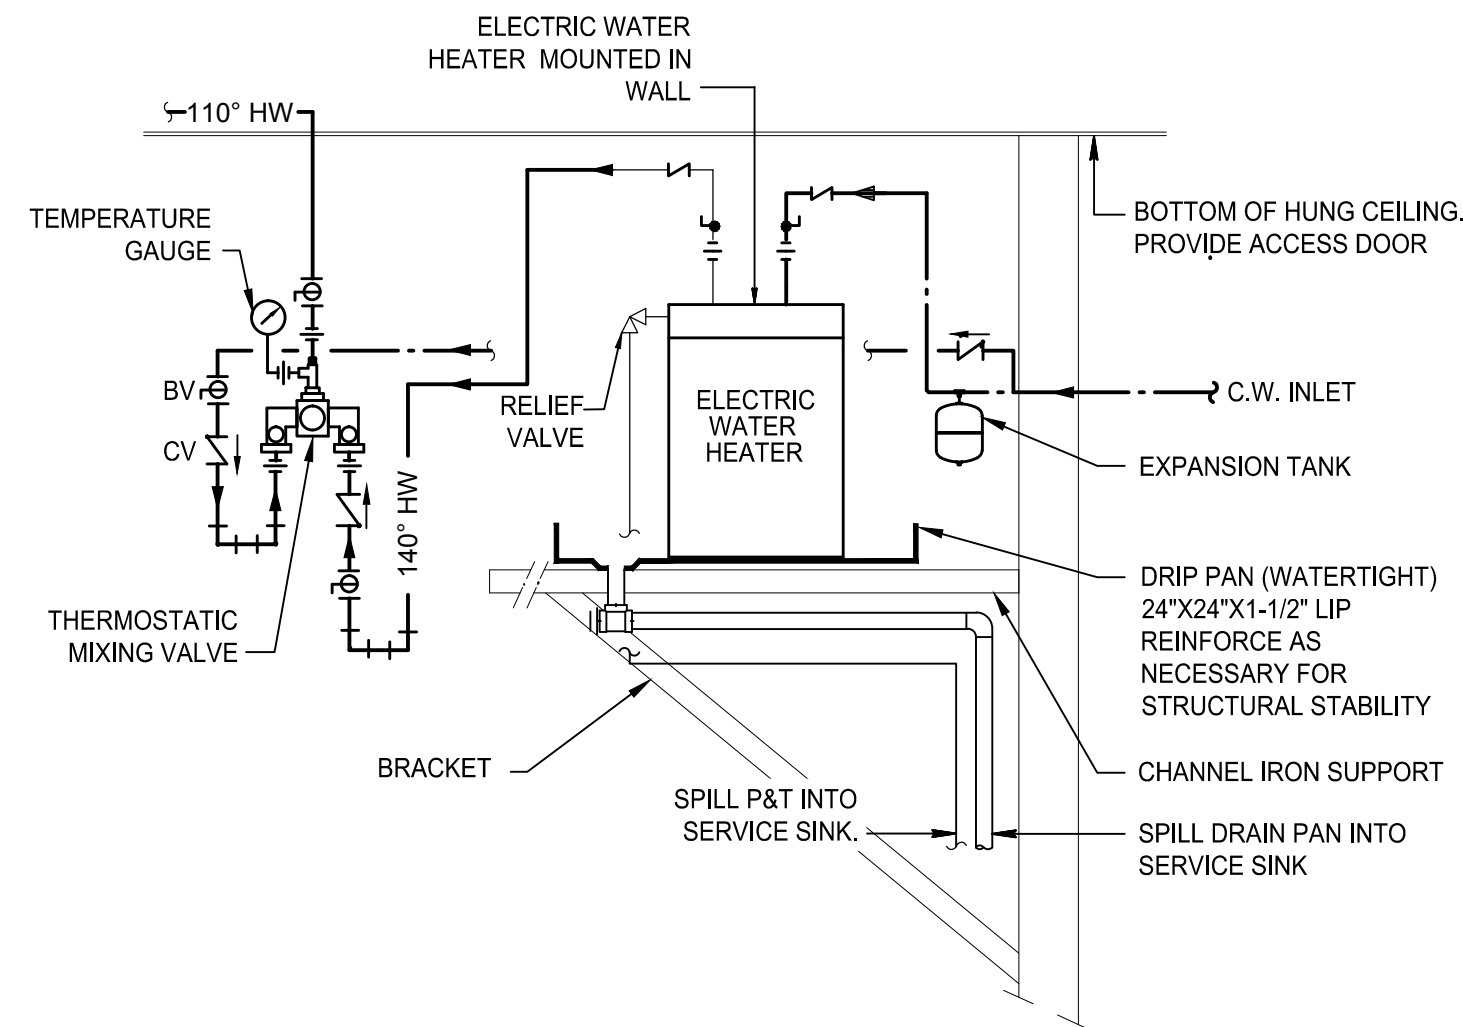 ELECTRIC WATER
HEATER MOUNTED IN
WALL
110° HW
TEMPERATURE
GAUGE
BOTTOM OF HUNG CEILING.
PROVIDE ACCESS DOOR
BV
CV
RELIEF
VALVE
ELECTRIC
WATER
HEATER
C.W. INLET
EXPANSION TANK
140° HW
THERMOSTATIC
MIXING VALVE
DRIP PAN (WATERTIGHT)
24"X24"X1-1/2" LIP
REINFORCE AS
NECESSARY FOR
STRUCTURAL STABILITY
BRACKET
CHANNEL IRON SUPPORT
SPILL P&T INTO
SERVICE SINK.
SPILL DRAIN PAN INTO
SERVICE SINK